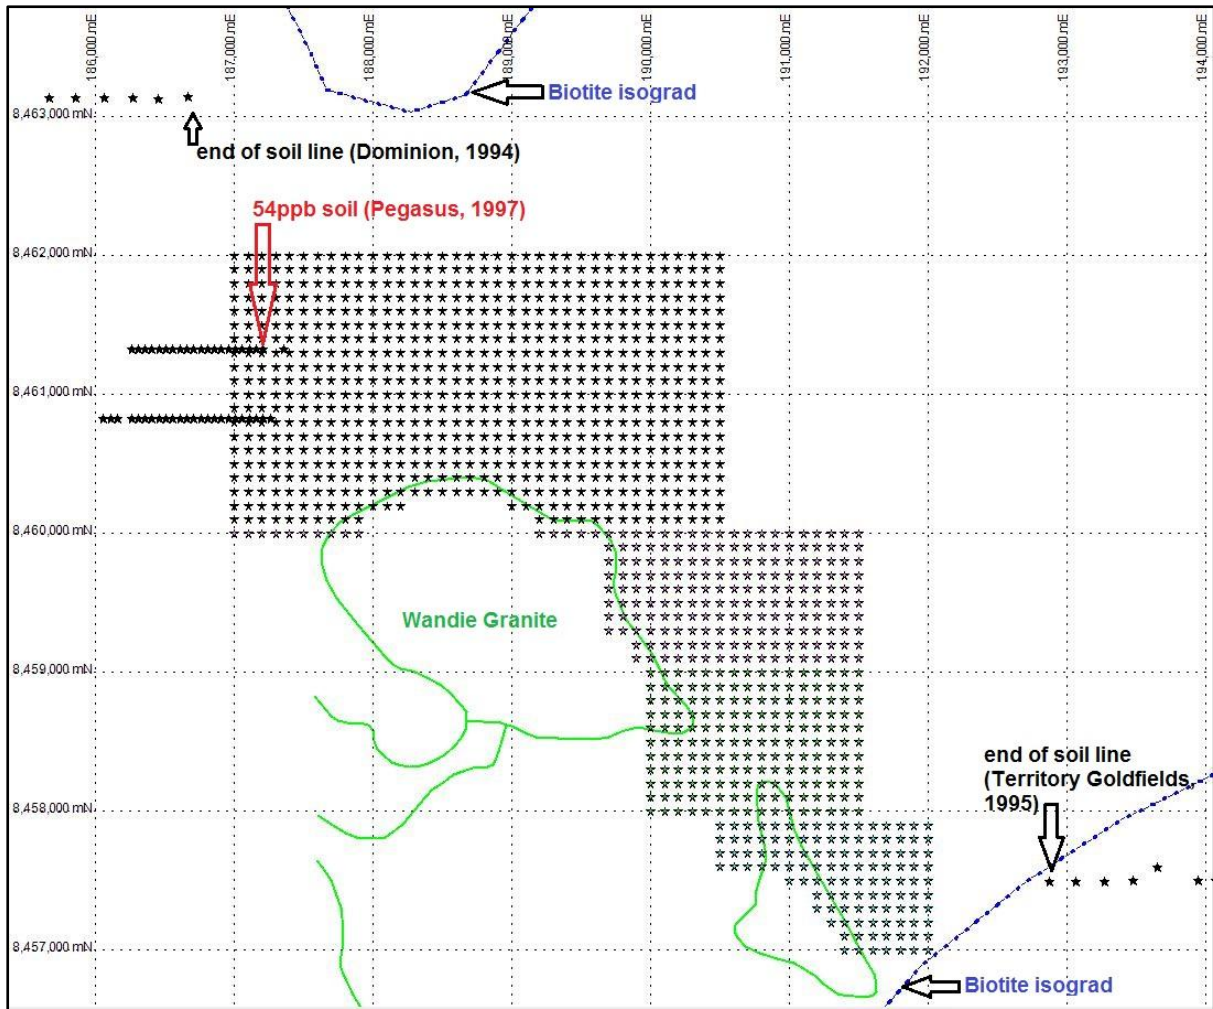 186,000 mE
187,000 mE
188,000 mE
189,000 mE
190,000 mE
191,000 mE
192,000 mE
193,000 mE
194,000 mE
Biotite isograd
8,463,000 mN
end of soil line (Dominion, 1994)
54ppb soil (Pegasus, 1997)
8,462,000 mN
8,461,000 mN
8,460,000 mN
Wandie Granite
8,459,000 mN
end of soil line
(Territory Goldfields,
1995)
8,458,000 mN
8,457,000 mN
Biotite isograd